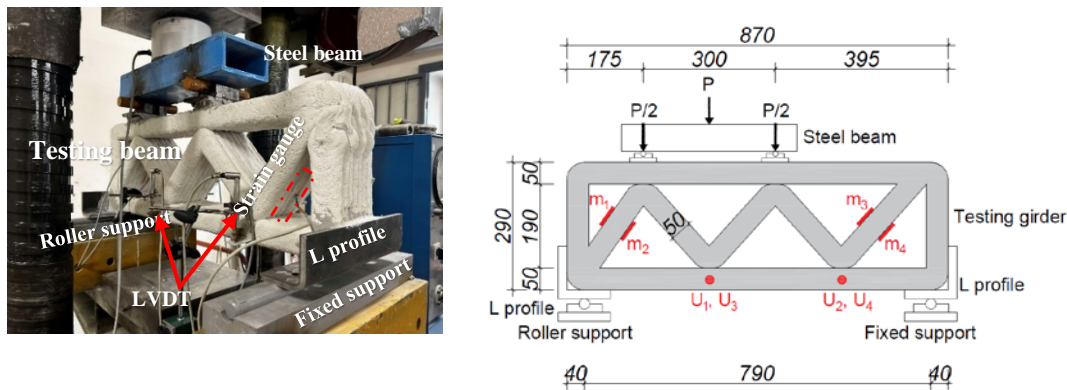 Steel beam
Testing beam
Strain gauge
Roller support
L profile
LVDT
Fixed support
870
175
300
395
P
P/2
P/2
Steel beam
50
290
190
50
m1
m2
50
m3
m4
Testing girder
U1, U3
U2, U4
L profile
L profile
Roller support
Fixed support
40
790
40